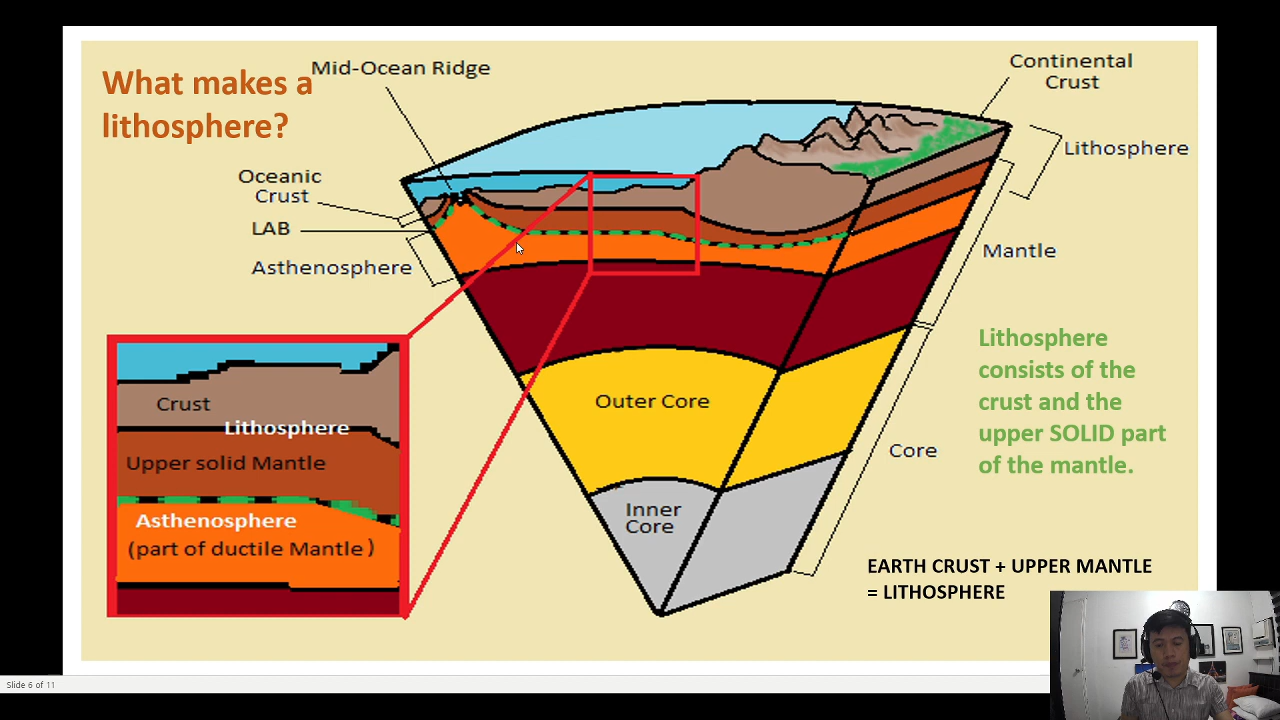 What makes a
lithosphere?
Mid-Ocean Ridge
Continental
Crust
Lithosphere
Oceanic
Crust
LAB
Asthenosphere
Mantle
Lithosphere
consists of the
crust and the
upper SOLID part
of the mantle.
Crust
Lithosphere
Upper solid Mantle
Asthenosphere
(part of ductile Mantle)
Outer Core
Core
Inner
Core
EARTH CRUST + UPPER MANTLE
= LITHOSPHERE
Slide 6 of 11